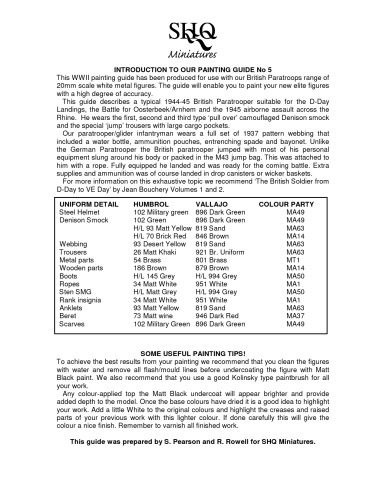 SHQ
Miniatures
INTRODUCTION TO OUR PAINTING GUIDE No 5
This WWII painting guide has been produced for use with our British Paratroops range of
20mm scale white metal figures. The guide will enable you to paint your new elite figures
with a high degree of accuracy.
This guide describes a typical 1944-45 British Paratrooper suitable for the D-Day
Landings, the Battle for Oosterbeek/Arnhem and the 1945 airborne assault across the
Rhine. He wears the first, second and third type 'pull over' camouflaged Denison smock
and the special 'jump' trousers with large cargo pockets.
Our paratrooper/glider infantryman wears a full set of 1937 pattern webbing that
included a water bottle, ammunition pouches, entrenching spade and bayonet. Unlike
the German Paratrooper the British paratrooper jumped with most of his personal
equipment slung around his body or packed in the M43 jump bag. This was attached to
him with a rope. Fully equipped he landed and was ready for the coming battle. Extra
supplies and ammunition was of course landed in drop canisters or wicker baskets.
For more information on this exhaustive topic we recommend 'The British Soldier from
D-Day to VE Day' by Jean Bouchery Volumes 1 and 2.
UNIFORM DETAIL HUMBROL VALLAJO COLOUR PARTY
Steel Helmet 102 Military green 896 Dark Green MA49
Denison Smock 102 Green 896 Dark Green MA49
H/L 93 Matt Yellow 819 Sand MA63
H/L 70 Brick Red 846 Brown MA14
Webbing 93 Desert Yellow 819 Sand MA63
Trousers 26 Matt Khaki 921 Br. Uniform MA63
Metal parts 54 Brass 801 Brass MT1
Wooden parts 186 Brown 879 Brown MA14
Boots H/L 145 Grey H/L 994 Grey MA50
Ropes 34 Matt White 951 White MA1
Sten SMG H/L Matt Grey H/L 994 Grey MA50
Rank insignia 34 Matt White 951 White MA1
Anklets 93 Matt Yellow 819 Sand MA63
Beret 73 Matt wine 946 Dark Red MA37
Scarves 102 Military Green 896 Dark Green MA49
SOME USEFUL PAINTING TIPS!
To achieve the best results from your painting we recommend that you clean the figures
with water and remove all flash/mould lines before undercoating the figure with Matt
Black paint. We also recommend that you use a good Kolinsky type paintbrush for all
your work.
Any colour-applied top the Matt Black undercoat will appear brighter and provide
added depth to the model. Once the base colours have dried it is a good idea to highlight
your work. Add a little White to the original colours and highlight the creases and raised
parts of your previous work with this lighter colour. If done carefully this will give the
colour a nice finish. Remember to varnish all finished work.
This guide was prepared by S. Pearson and R. Rowell for SHQ Miniatures.